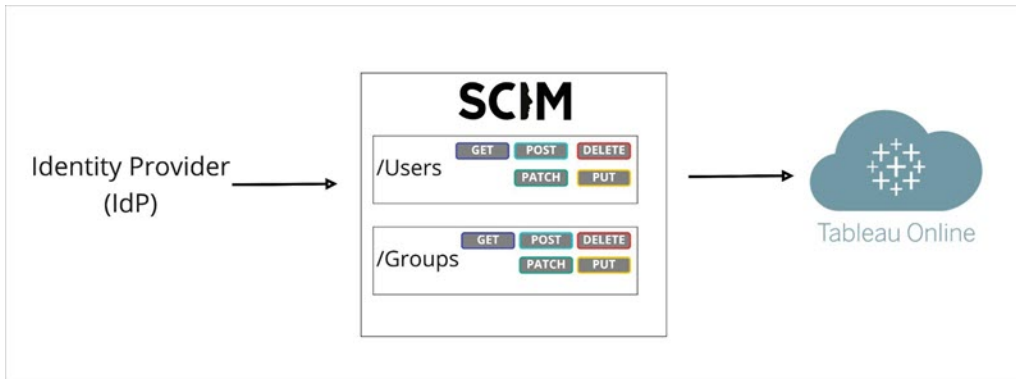 Identity Provider
(IdP)
SCIM
/Users
GET POST DELETE
PATCH PUT
/Groups
GET POST DELETE
PATCH PUT
Tableau Online